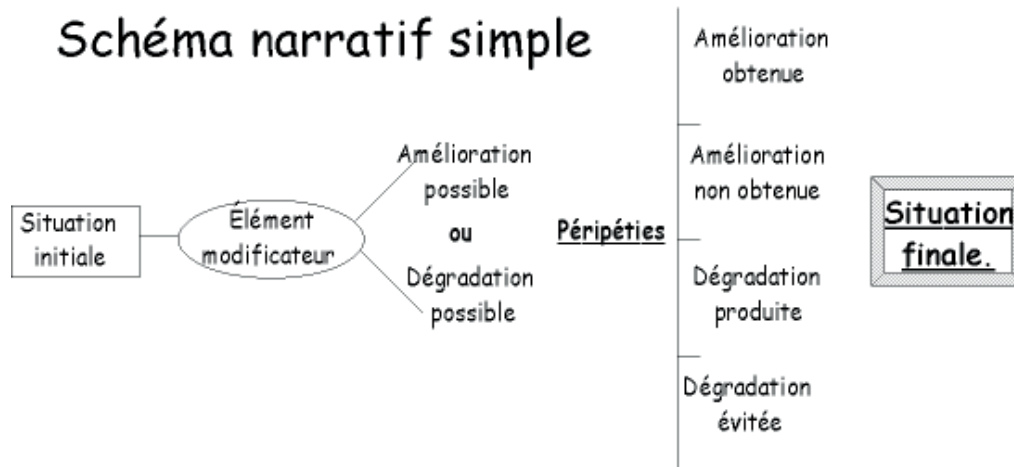 Schéma narratif simple
Situation
initiale
Élément
modificateur
Amélioration
possible
ou
Dégradation
possible
Péripéties
Amélioration
obtenue
Amélioration
non obtenue
Dégradation
produite
Dégradation
évitée
Situation
finale.